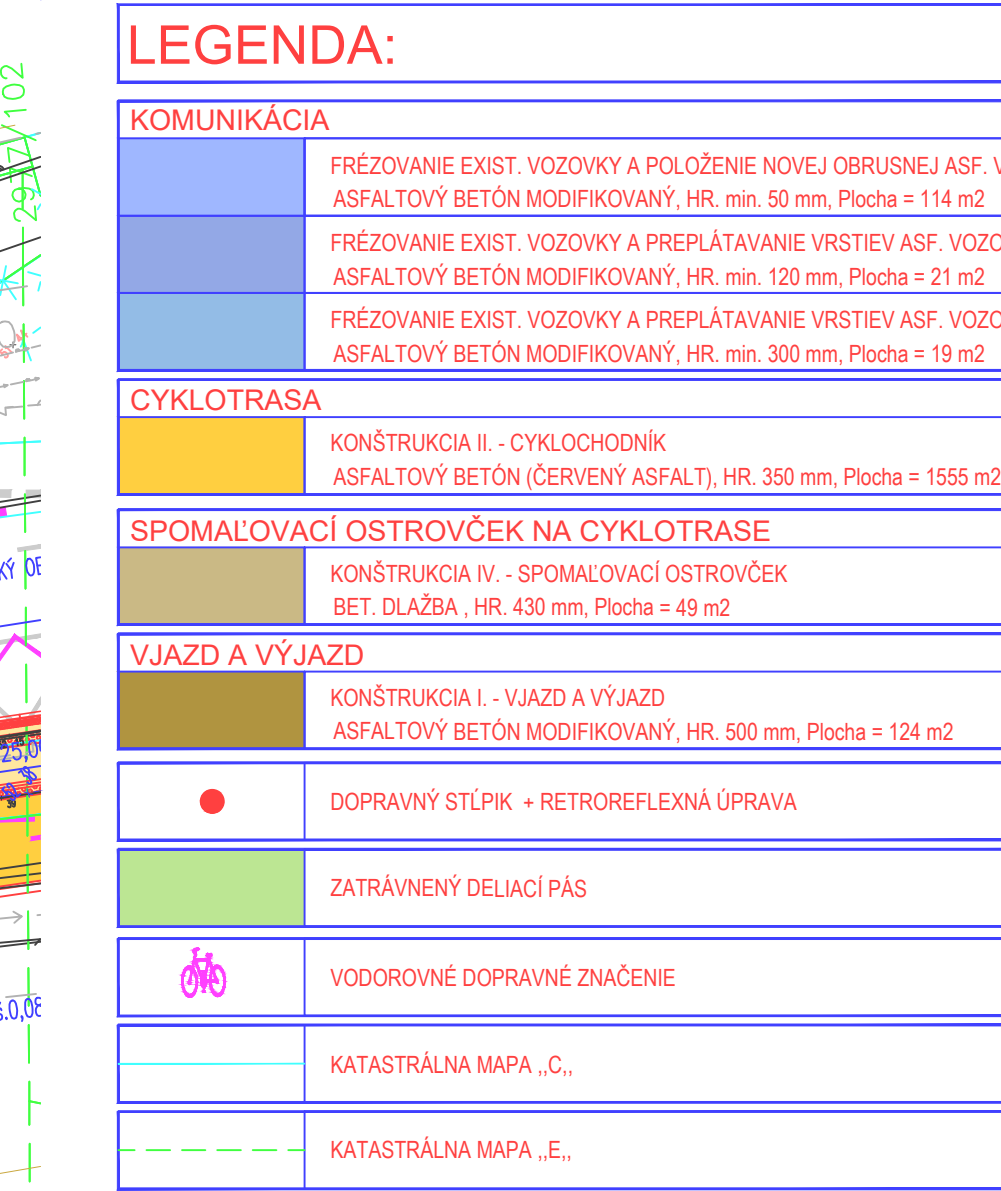 LEGENDA:
KOMUNIKÁCIA
FRÉZOVANIE EXIST. VOZOVKY A POLOŽENIE NOVEJ OBRUSNEJ ASF.
ASFALTOVÝ BETÓN MODIFIKOVANÝ, HR. min. 50 mm, Plocha = 114 m2
FRÉZOVANIE EXIST. VOZOVKY A PREPLÁTAVANIE VRSTIEV ASF. VOZO
ASFALTOVÝ BETÓN MODIFIKOVANÝ, HR. min. 120 mm, Plocha = 21 m2
FRÉZOVANIE EXIST. VOZOVKY A PREPLÁTAVANIE VRSTIEV ASF. VOZO
ASFALTOVÝ BETÓN MODIFIKOVANÝ, HR. min. 300 mm, Plocha = 19 m2
CYKLOTRASA
KONŠTRUKCIA II. - CYKLOCHODNÍK
ASFALTOVÝ BETÓN (ČERVENÝ ASFALT), HR. 350 mm, Plocha = 1555 m2
SPOMAĽOVACÍ OSTROVČEK NA CYKLOTRASE
KONŠTRUKCIA IV. - SPOMAĽOVACÍ OSTROVČEK
BET. DLAŽBA , HR. 430 mm, Plocha = 49 m2
VJAZD A VÝJAZD
KONŠTRUKCIA I. - VJAZD A VÝJAZD
ASFALTOVÝ BETÓN MODIFIKOVANÝ, HR. 500 mm, Plocha = 124 m2
DOPRAVNÝ STĹPIK + RETROREFLEXNÁ ÚPRAVA
ZATRÁVNENÝ DELIACÍ PÁS
VODOROVNÉ DOPRAVNÉ ZNAČENIE
KATASTRÁLNA MAPA ,,C,,
KATASTRÁLNA MAPA ,,E,,